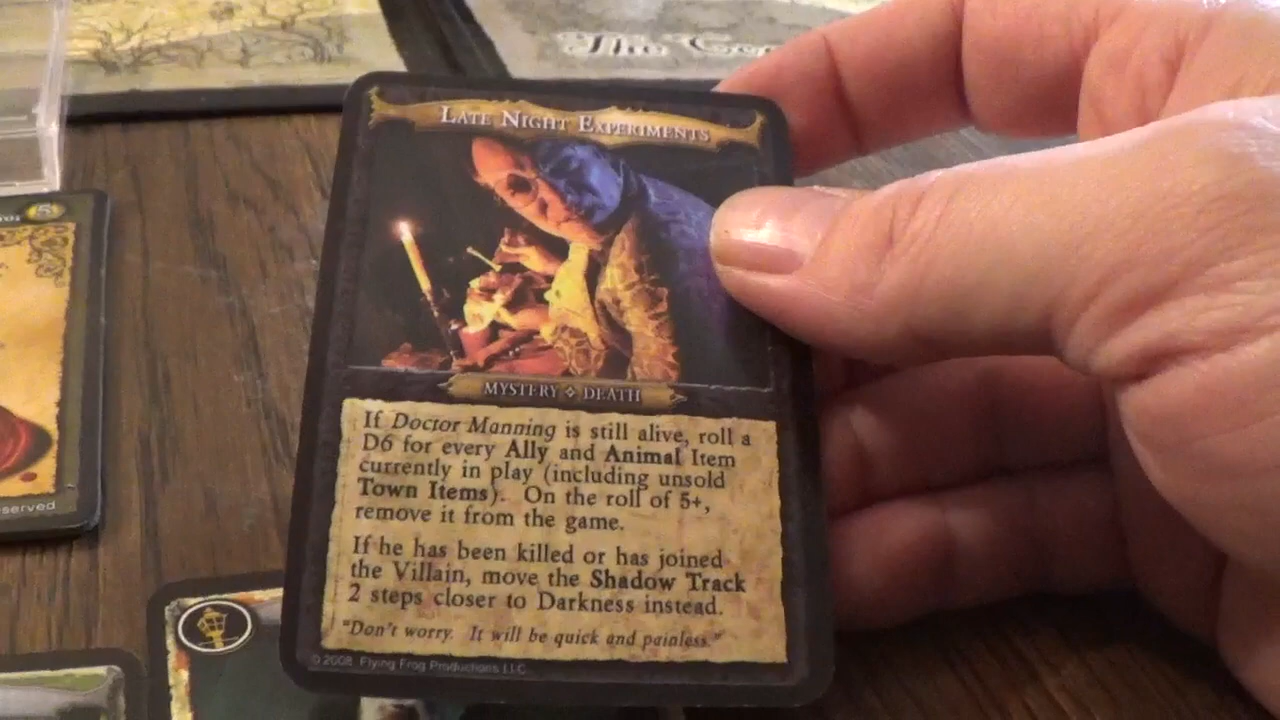 The
LATE NIGHT EXPERIMENTS
5
MYSTERY DEATH
If Doctor Manning is still alive, roll a
D6 for every Ally and Animal Item
currently in play (including unsold
Town Items). On the roll of 5+,
remove it from the game.
If he has been killed or has joined
the Villain, move the Shadow Track
2 steps closer to Darkness instead.
"Don't worry. It will be quick and painless."
©2008 Flying Frog Productions LLC
served